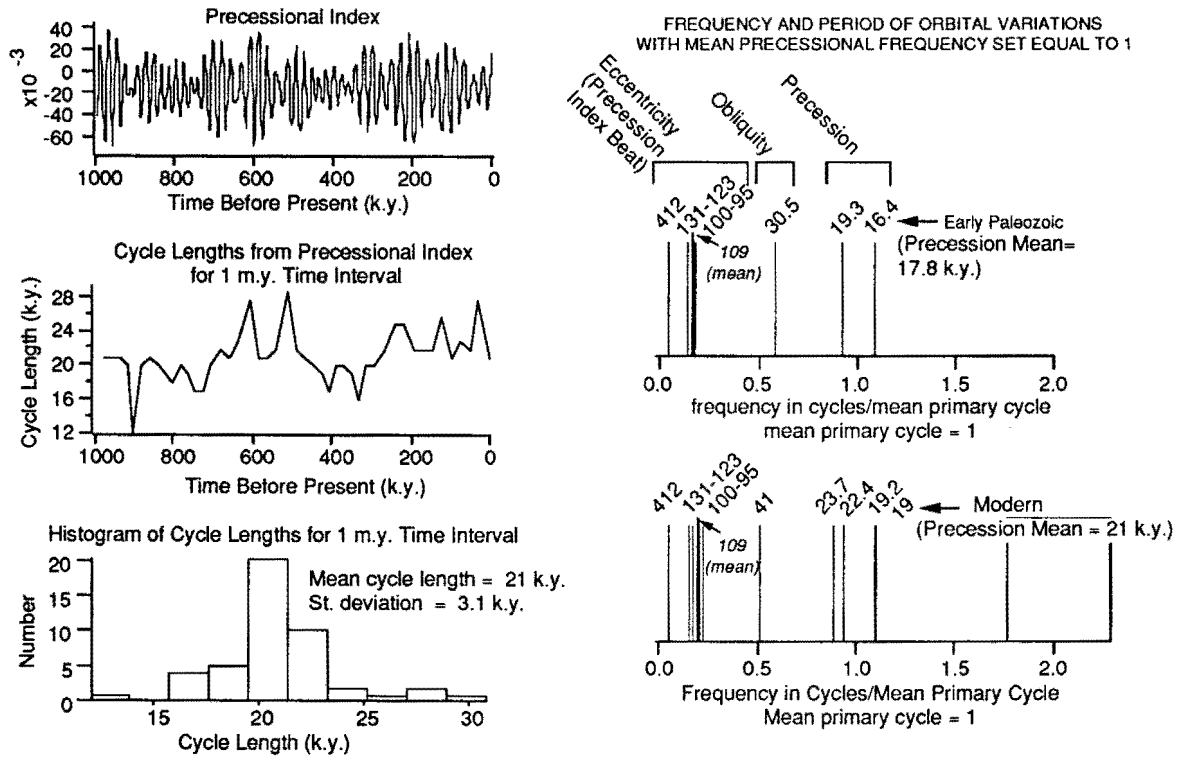 Precessional Index
40
20
0
-20
-40
-60
x10 -3
1000 800 600 400 200 0
Time Before Present (k.y.)
Cycle Lengths from Precessional Index
for 1 m.y. Time Interval
28
24
20
16
12
Cycle Length (k.y.)
1000 800 600 400 200 0
Time Before Present (k.y.)
Histogram of Cycle Lengths for 1 m.y. Time Interval
20
15
10
5
0
Number
Mean cycle length = 21 k.y.
St. deviation = 3.1 k.y.
15 20 25 30
Cycle Length (k.y.)
FREQUENCY AND PERIOD OF ORBITAL VARIATIONS
WITH MEAN PRECESSIONAL FREQUENCY SET EQUAL TO 1
Eccentricity
(Precession
Index Beat)
Obliquity
Precession
412
131-123
100-95
30.5
19.3
16.4
Early Paleozoic
(Precession Mean=
17.8 k.y.)
109
(mean)
0.0 0.5 1.0 1.5 2.0
frequency in cycles/mean primary cycle
mean primary cycle = 1
412
131-123
100-95
41
23.7
22.4
19.2
19
Modern
(Precession Mean = 21 k.y.)
109
(mean)
0.0 0.5 1.0 1.5 2.0
Frequency in Cycles/Mean Primary Cycle
Mean primary cycle = 1